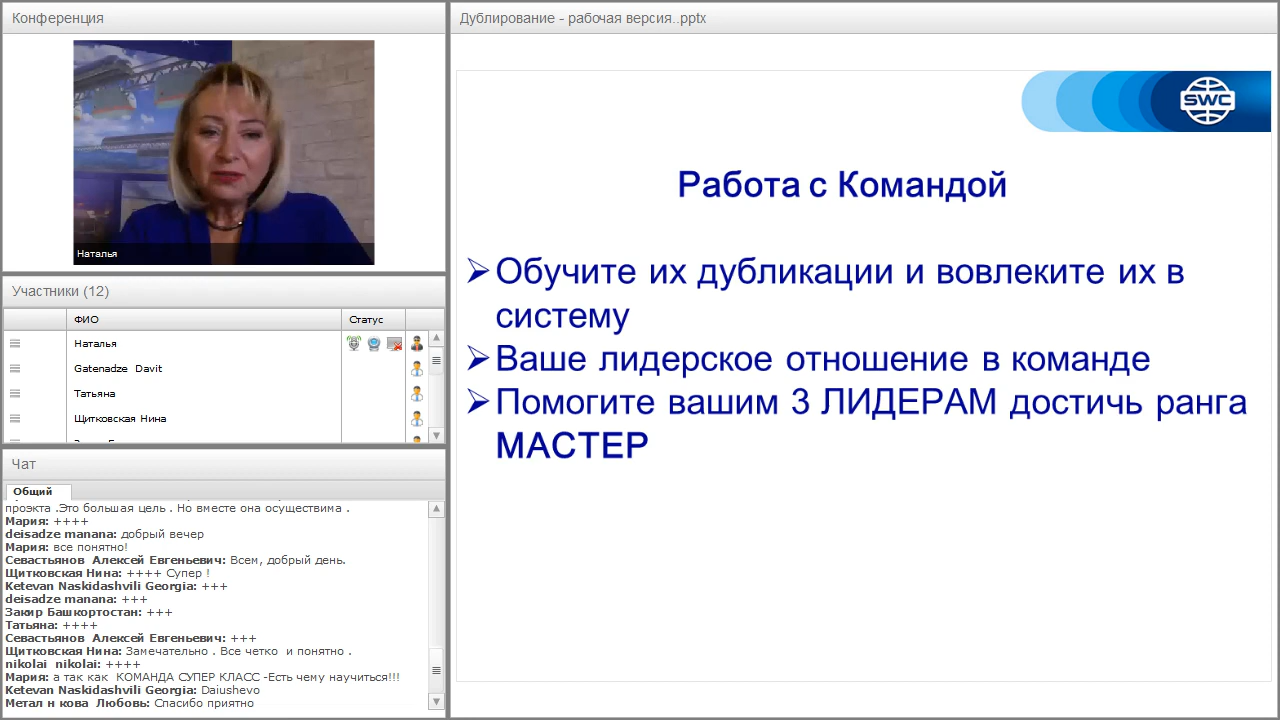 Конференция
Наталья
Участники (12)
ФИО Статус
Наталья
Gatenadze Davit
Татьяна
Щитковская Нина
Чат
Общий
проэкта .Это большая цель . Но вместе она осуществима .
Мария: ++++
deisadze manana: добрый вечер
Мария: все понятно!
Севастьянов Алексей Евгеньевич: Всем, добрый день.
Щитковская Нина: ++++ Супер !
Ketevan Naskidashvili Georgia: +++
deisadze manana: +++
Закир Башкортостан: +++
Татьяна: ++++
Севастьянов Алексей Евгеньевич: +++
Щитковская Нина: Замечательно . Все четко и понятно .
nikolai nikolai: ++++
Мария: а так как КОМАНДА СУПЕР КЛАСС -Есть чему научиться!!!
Ketevan Naskidashvili Georgia: Daiushevo
Метал н кова Любовь: Спсибо приятно
Дублирование - рабочая версия..pptx
SWC
Работа с Командой
Обучите их дубликации и вовлеките их в
систему
Ваше лидерское отношение в команде
Помогите вашим 3 ЛИДЕРАМ достичь ранга
МАСТЕР